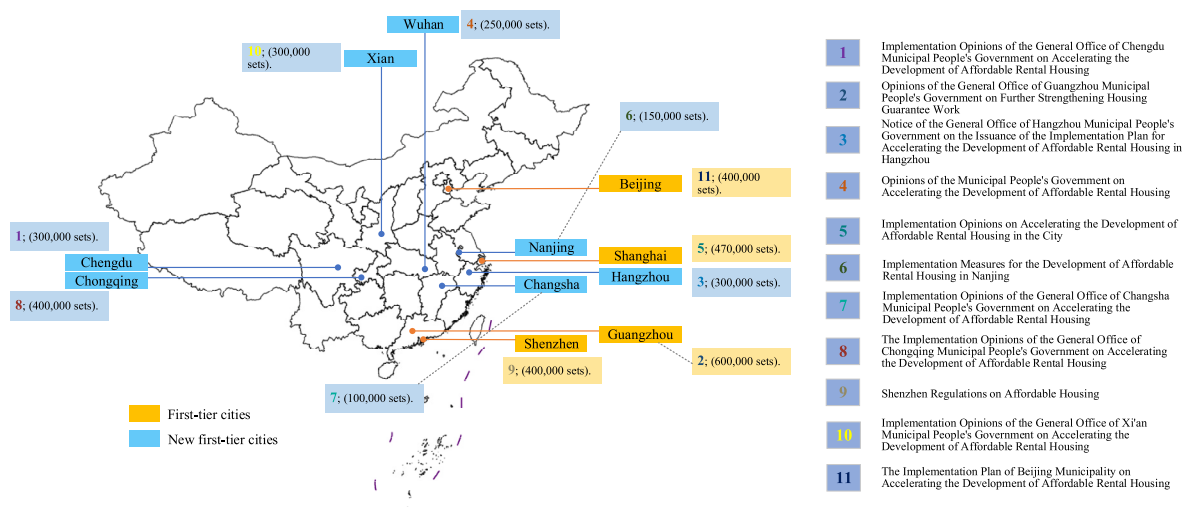 Wuhan
4; (250,000 sets).
10; (300,000
sets).
Xian
6; (150,000 sets).
Beijing
11; (400,000
sets).
1; (300,000 sets).
Chengdu
Chongqing
8; (400,000 sets).
Nanjing
Shanghai
5; (470,000 sets).
Hangzhou
3; (300,000 sets).
Changsha
Guangzhou
2; (600,000 sets).
Shenzhen
9; (400,000 sets).
7; (100,000 sets).
First-tier cities
New first-tier cities
1
Implementation Opinions of the General Office of Chengdu
Municipal People's Government on Accelerating the
Development of Affordable Rental Housing
2
Opinions of the General Office of Guangzhou Municipal
People's Government on Further Strengthening Housing
Guarantee Work
3
Notice of the General Office of Hangzhou Municipal People's
Government on the Issuance of the Implementation Plan for
Accelerating the Development of Affordable Rental Housing in
Hangzhou
4
Opinions of the Municipal People's Government on
Accelerating the Development of Affordable Rental Housing
5
Implementation Opinions on Accelerating the Development of
Affordable Rental Housing in the City
6
Implementation Measures for the Development of Affordable
Rental Housing in Nanjing
7
Implementation Opinions of the General Office of Changsha
Municipal People's Government on Accelerating the
Development of Affordable Rental Housing
8
The Implementation Opinions of the General Office of
Chongqing Municipal People's Government on Accelerating
the Development of Affordable Rental Housing
9
Shenzhen Regulations on Affordable Housing
10
Implementation Opinions of the General Office of Xi'an
Municipal People's Government on Accelerating the
Development of Affordable Rental Housing
11
The Implementation Plan of Beijing Municipality on
Accelerating the Development of Affordable Rental Housing